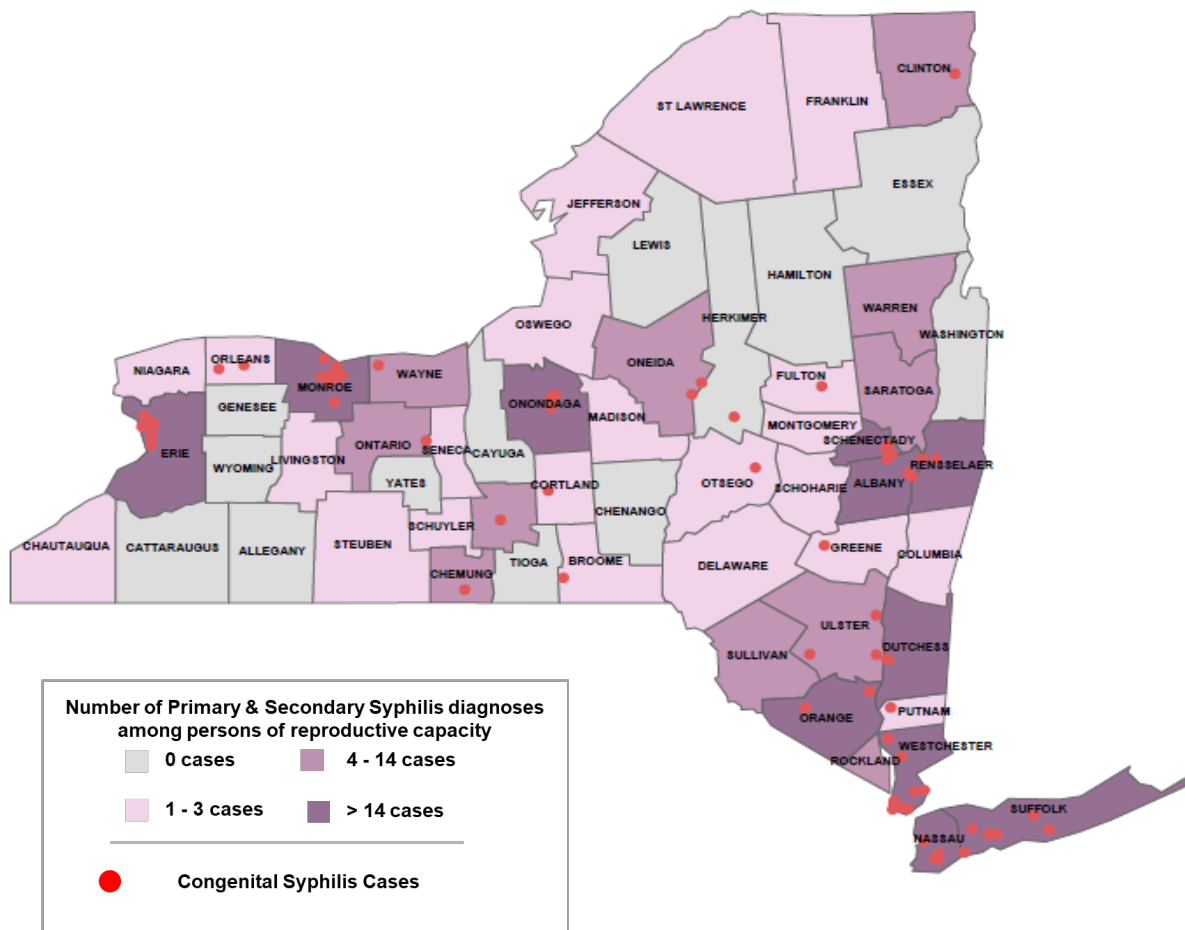 CLINTON
ST LAWRENCE
FRANKLIN
ESSEX
JEFFERSON
LEWIS
HAMILTON
WARREN
HERKIMER
OSWEGO
WASHINGTON
ORLEANS
NIAGARA
ONEIDA
WAYNE
FULTON
MONROE
SARATOGA
GENESEE
ONONDAGA
MADISON
MONTGOMERY
SCHENECTADY
ERIE
ONTARIO
SENECA
CAYUGA
LIVINGSTON
WYOMING
RENSSELAER
YATES
CORTLAND
OTSEGO
SCHOHARIE
ALBANY
CHENANGO
SCHUYLER
CHAUTAUQUA
CATTARAUGUS
ALLEGANY
STEUBEN
GREENE
COLUMBIA
CHEMUNG
TIOGA
BROOME
DELAWARE
ULSTER
DUTCHESS
SULLIVAN
ORANGE
PUTNAM
WESTCHESTER
ROCKLAND
SUFFOLK
NASSAU
Number of Primary & Secondary Syphilis diagnoses
among persons of reproductive capacity
0 cases
4 - 14 cases
1 - 3 cases
> 14 cases
Congenital Syphilis Cases